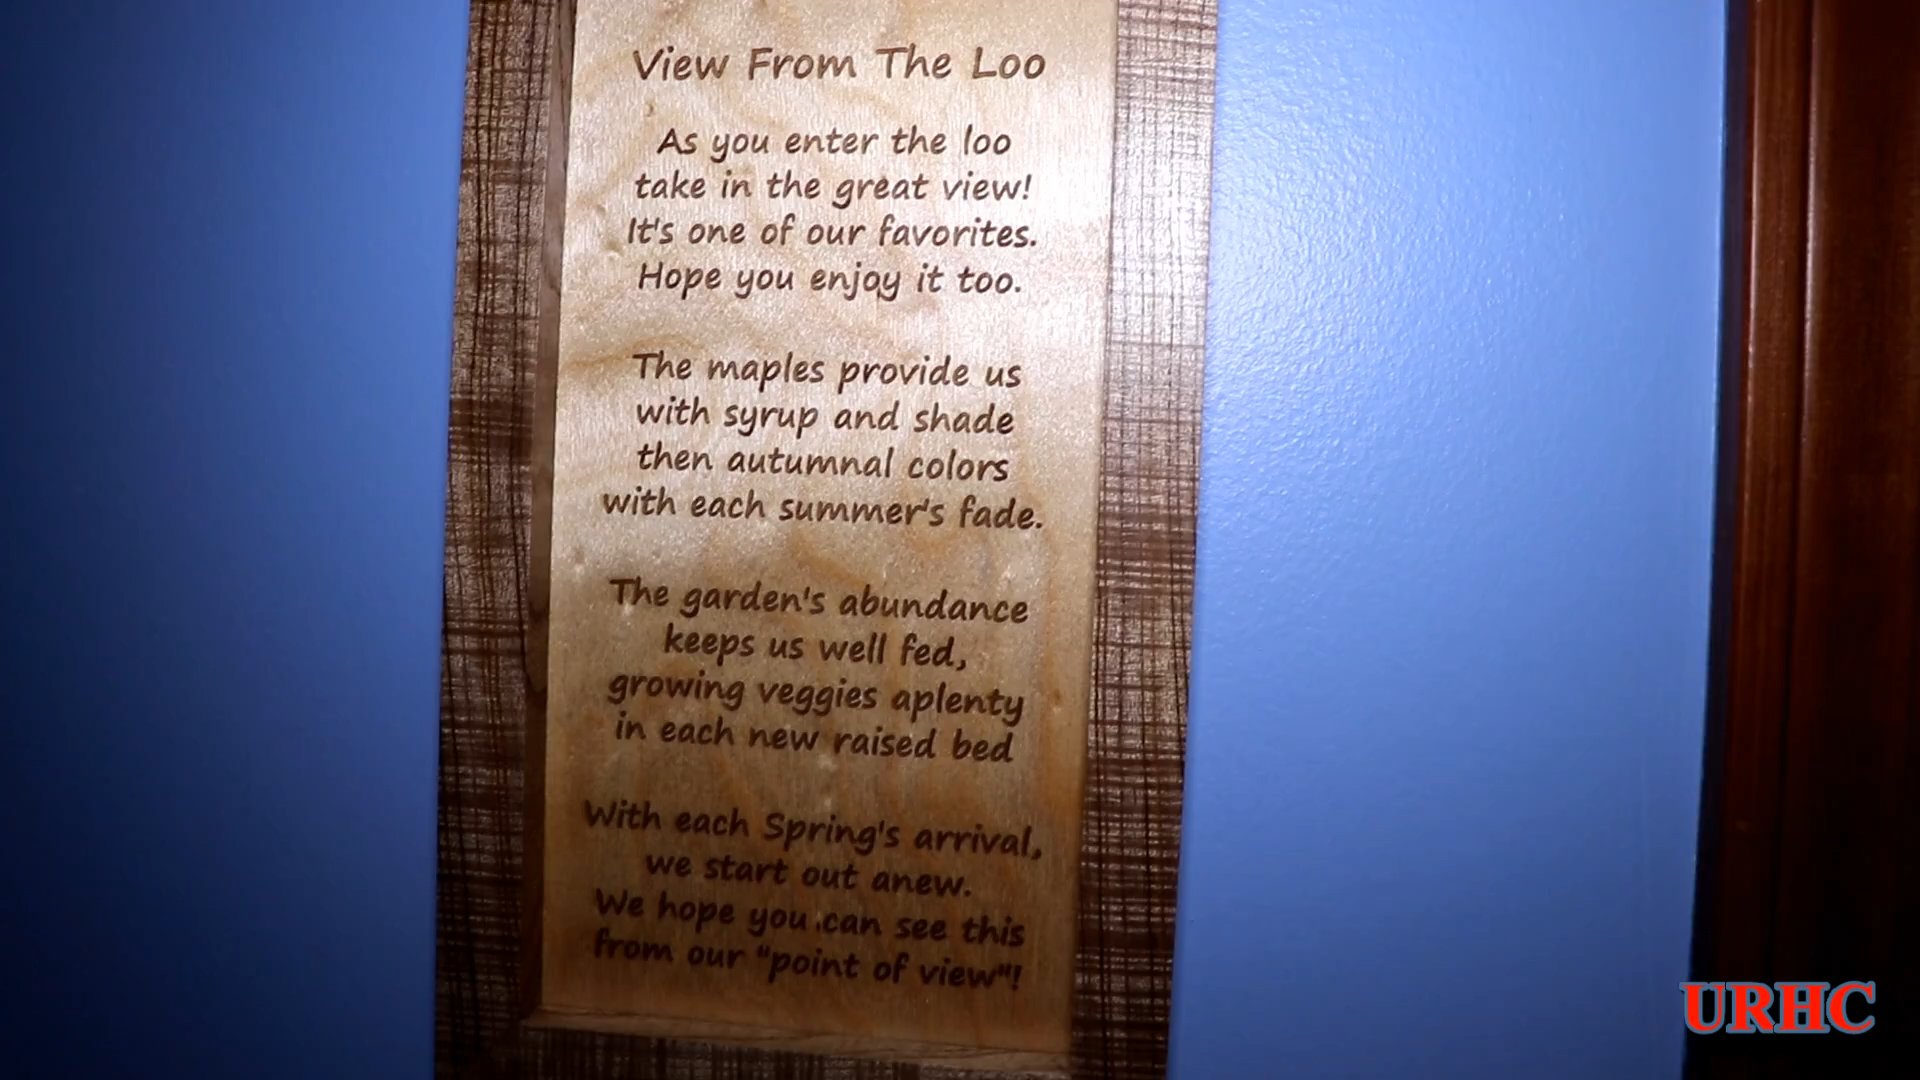 View From The Loo
As you enter the loo
take in the great view!
It's one of our favorites.
Hope you enjoy it too.
The maples provide us
with syrup and shade
then autumnal colors
with each summer's fade.
The garden's abundance
keeps us well fed,
growing veggies aplenty
in each new raised bed
With each Spring's arrival,
we start out anew.
We hope you can see this
from our "point of view"!
URHC